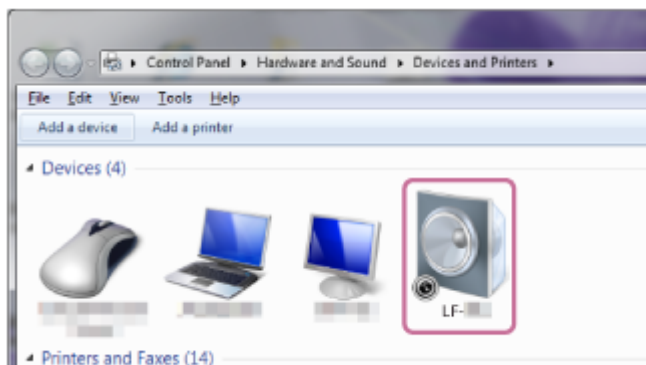 Control Panel ▸ Hardware and Sound ▸ Devices and Printers ▸
File Edit View Tools Help
Add a device Add a printer
Devices (4)
LF-
Printers and Faxes (14)